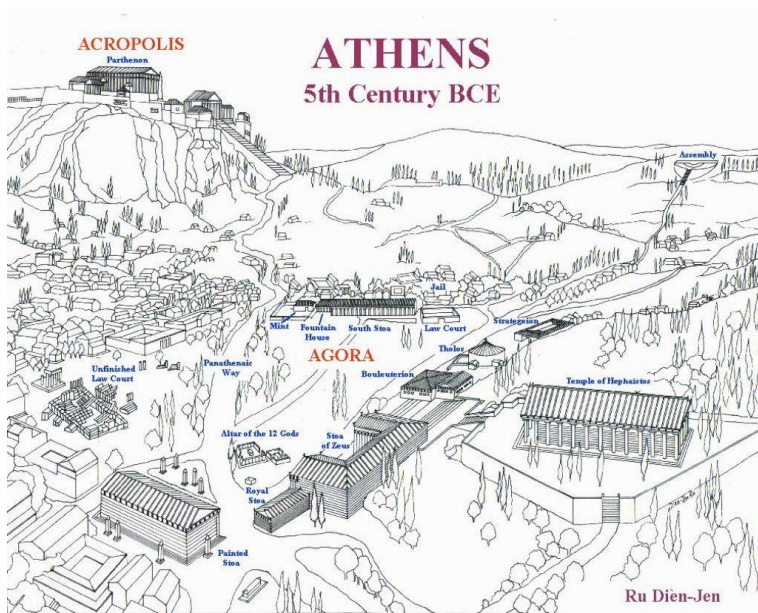 ATHENS
5th Century BCE
ACROPOLIS
Parthenon
Assembly
Jail
Mint
Fountain
House
South Stoa
Law Court
Strategeion
AGORA
Tholos
Bouleuterion
Temple of Hephaistos
Unfinished
Law Court
Panathenaic
Way
Altar of the 12 Gods
Stoa
of Zeus
Royal
Stoa
Painted
Stoa
Ru Dien-Jen